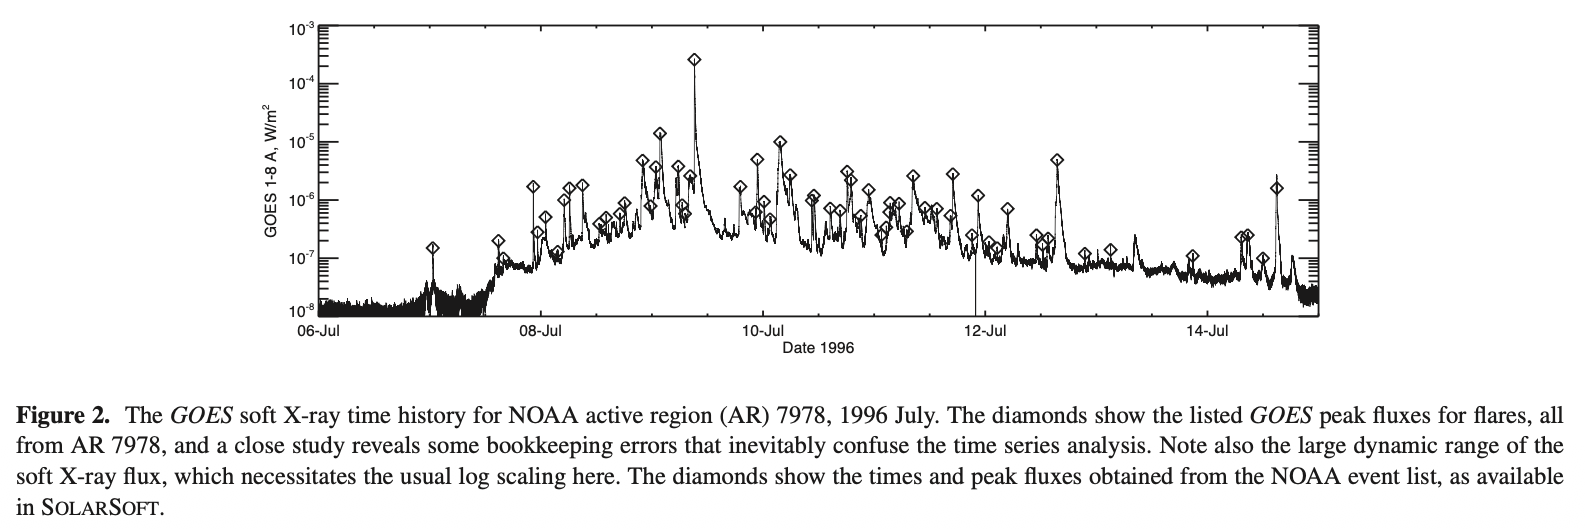 10⁻³
10⁻⁴
10⁻⁵
10⁻⁶
10⁻⁷
10⁻⁸
GOES 1-8 A, W/m²
06-Jul 08-Jul 10-Jul 12-Jul 14-Jul
Date 1996
Figure 2. The GOES soft X-ray time history for NOAA active region (AR) 7978, 1996 July. The diamonds show the listed GOES peak fluxes for flares, all
from AR 7978, and a close study reveals some bookkeeping errors that inevitably confuse the time series analysis. Note also the large dynamic range of the
soft X-ray flux, which necessitates the usual log scaling here. The diamonds show the times and peak fluxes obtained from the NOAA event list, as available
in SOLARSOFT.